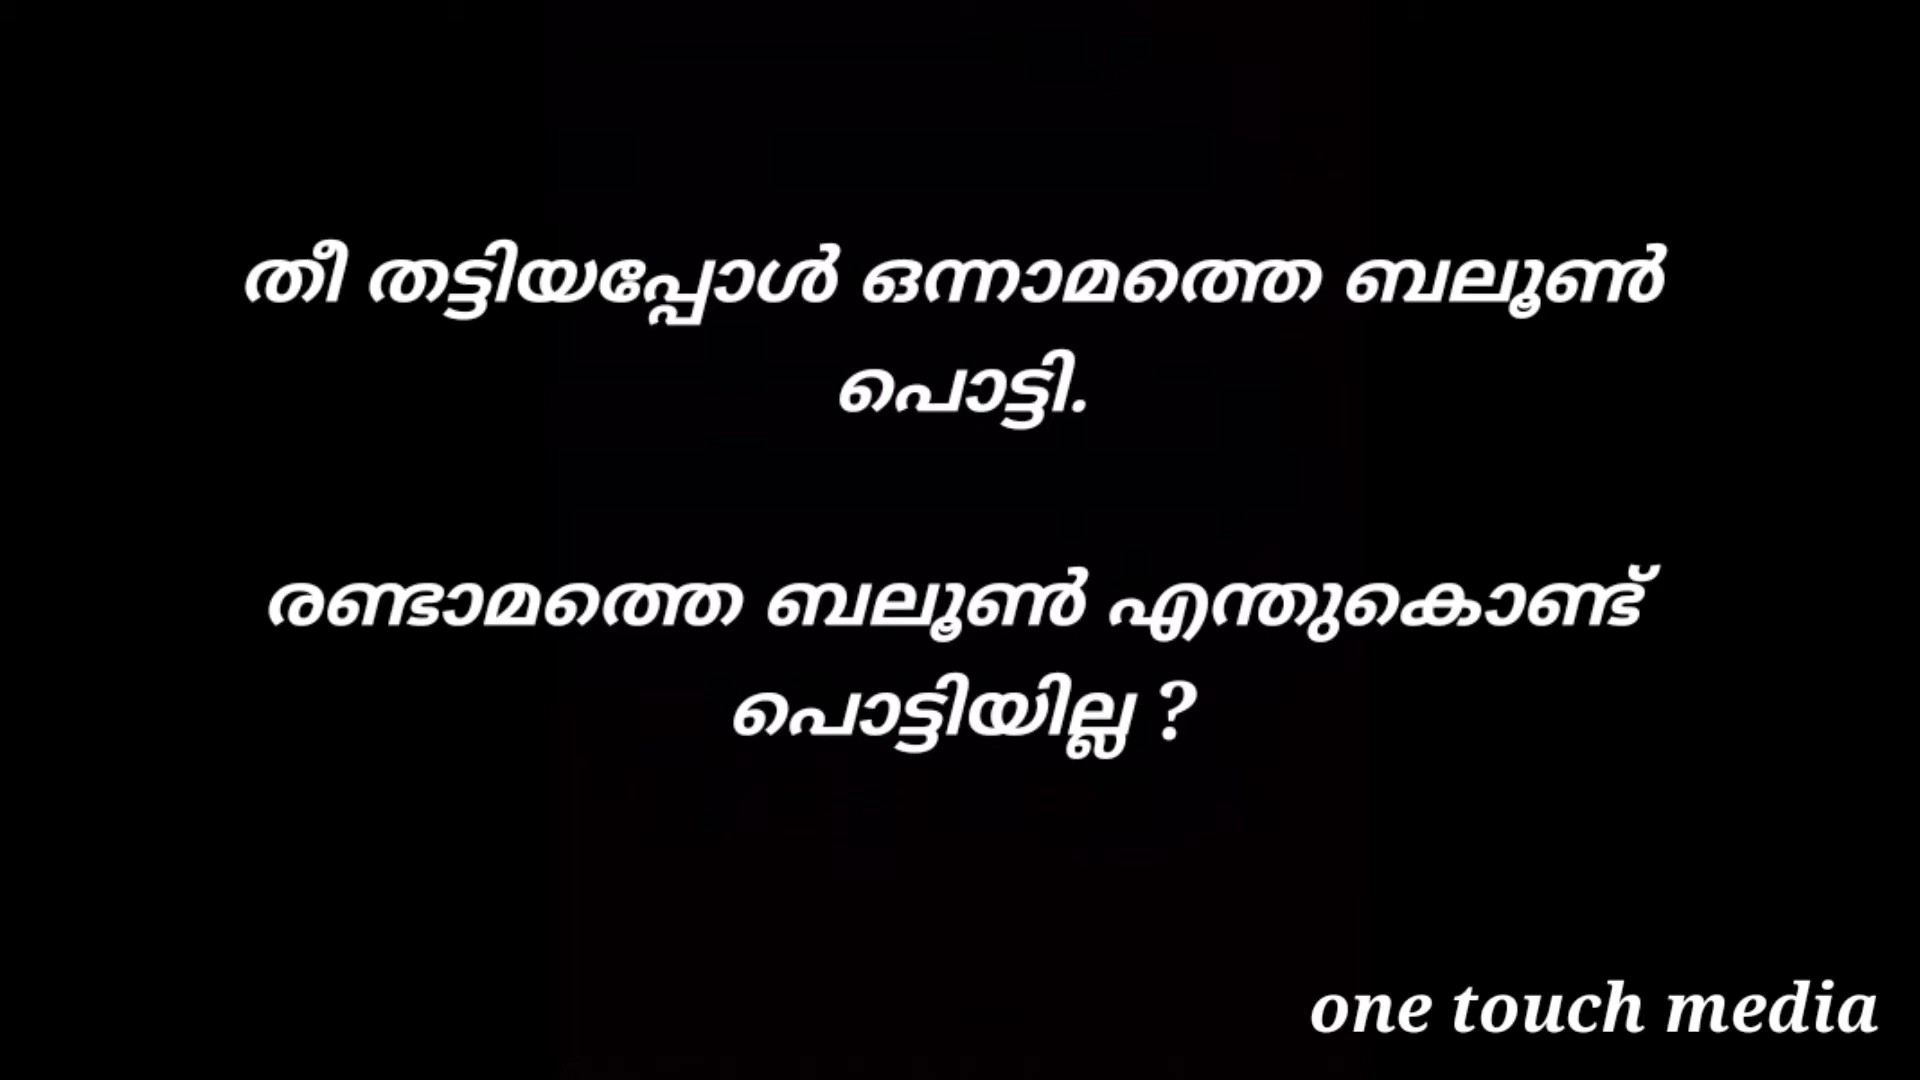 തീ തട്ടിയപ്പോൾ ഒന്നാമത്തെ ബലൂൺ
പൊട്ടി.
രണ്ടാമത്തെ ബലൂൺ എന്തുകൊണ്ട്
പൊട്ടിയില്ല ?
one touch media